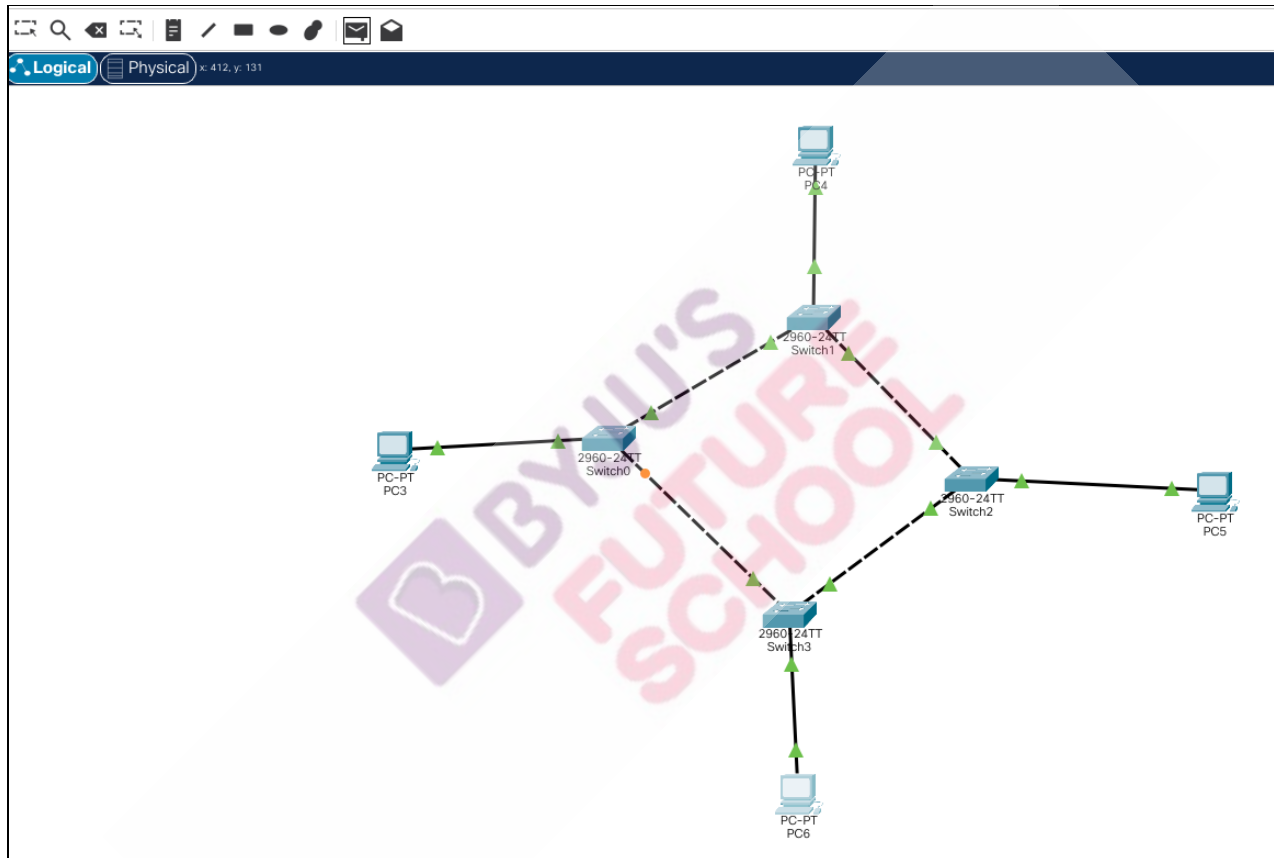 Logical
Physical
x: 412, y: 131
PC-PT
PC4
2960-24TT
Switch1
2960-24TT
Switch0
PC-PT
PC3
2960-24TT
Switch2
PC-PT
PC5
2960-24TT
Switch3
PC-PT
PC6
BYJU'S
FUTURE
SCHOOL